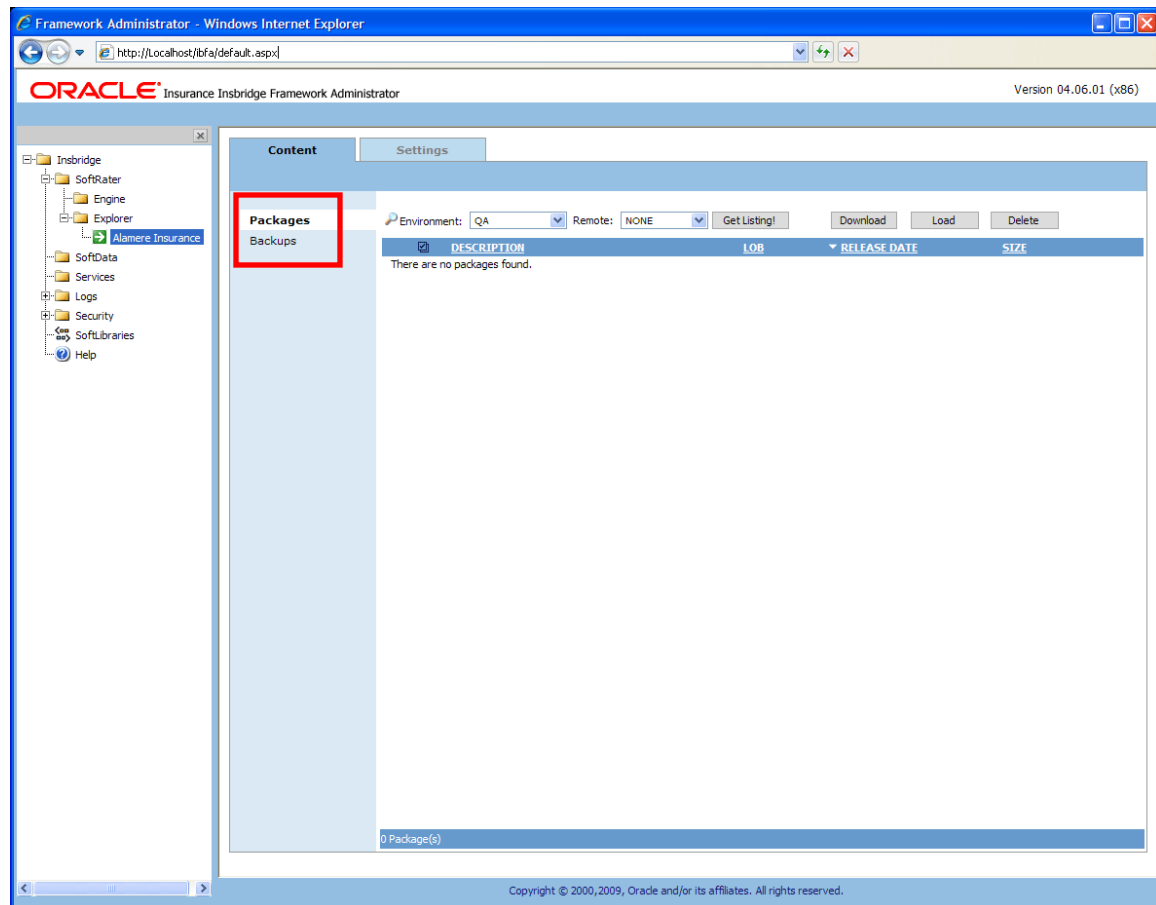 Framework Administrator - Windows Internet Explorer
http://Localhost/ibfa/default.aspx
ORACLE Insurance Insbridge Framework Administrator
Version 04.06.01 (x86)
Insbridge
SoftRater
Engine
Explorer
Alamere Insurance
SoftData
Services
Logs
Security
SoftLibraries
Help
Content Settings
Packages
Backups
Environment: QA Remote: NONE Get Listing! Download Load Delete
DESCRIPTION LOB RELEASE DATE SIZE
There are no packages found.
0 Package(s)
Copyright © 2000,2009, Oracle and/or its affiliates. All rights reserved.